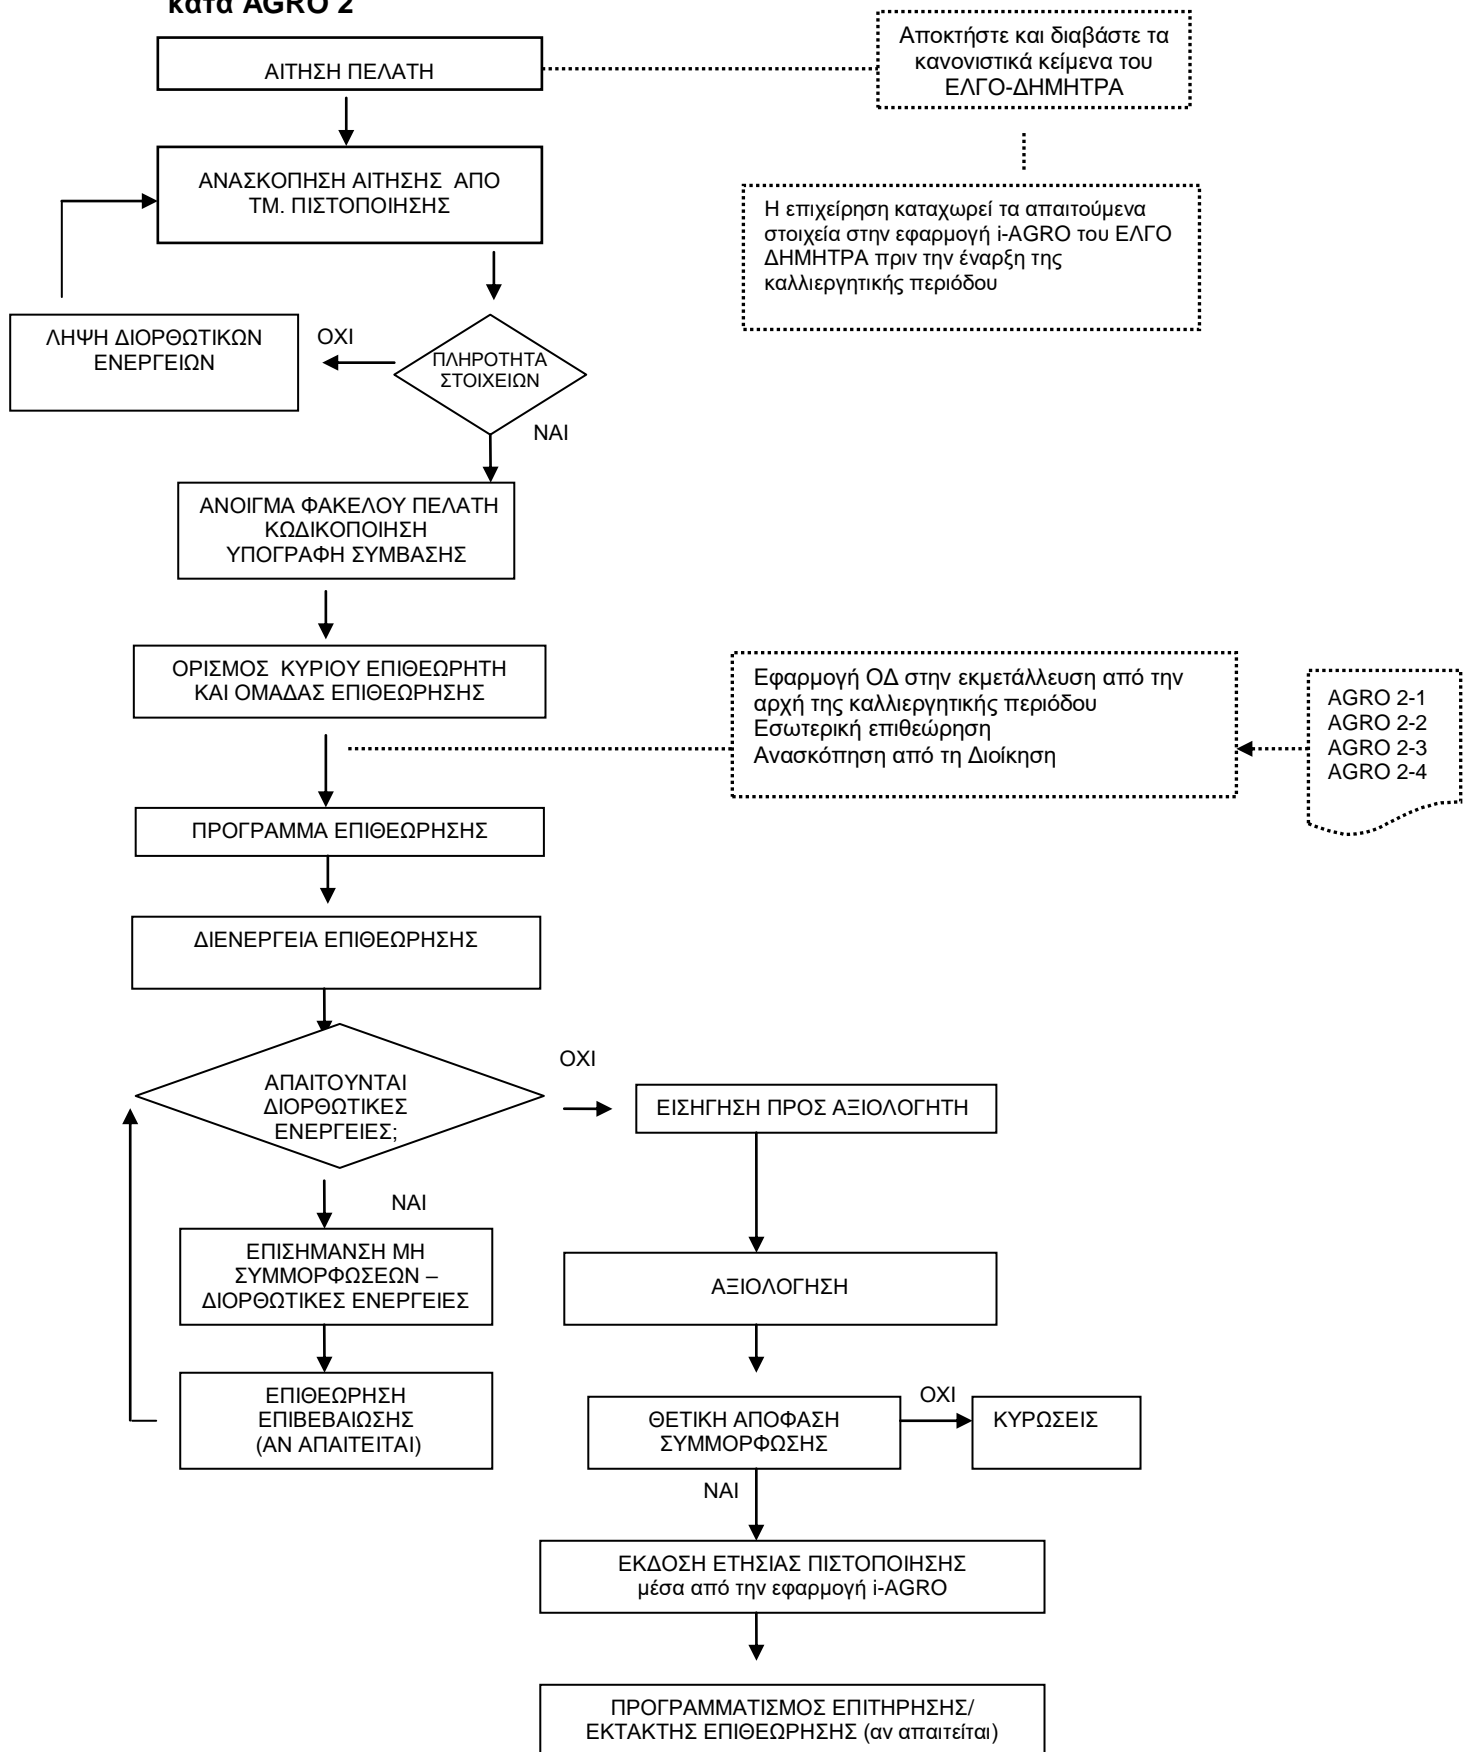 κατά AGRO 2
ΑΙΤΗΣΗ ΠΕΛΑΤΗ
Αποκτήστε και διαβάστε τα
κανονιστικά κείμενα του
ΕΛΓΟ-ΔΗΜΗΤΡΑ
ΑΝΑΣΚΟΠΗΣΗ ΑΙΤΗΣΗΣ ΑΠΟ
ΤΜ. ΠΙΣΤΟΠΟΙΗΣΗΣ
Η επιχείρηση καταχωρεί τα απαιτούμενα
στοιχεία στην εφαρμογή i-AGRO του ΕΛΓΟ
ΔΗΜΗΤΡΑ πριν την έναρξη της
καλλιεργητικής περιόδου
ΛΗΨΗ ΔΙΟΡΘΩΤΙΚΩΝ
ΕΝΕΡΓΕΙΩΝ
ΟΧΙ
ΠΛΗΡΟΤΗΤΑ
ΣΤΟΙΧΕΙΩΝ
ΝΑΙ
ΑΝΟΙΓΜΑ ΦΑΚΕΛΟΥ ΠΕΛΑΤΗ
ΚΩΔΙΚΟΠΟΙΗΣΗ
ΥΠΟΓΡΑΦΗ ΣΥΜΒΑΣΗΣ
ΟΡΙΣΜΟΣ ΚΥΡΙΟΥ ΕΠΙΘΕΩΡΗΤΗ
ΚΑΙ ΟΜΑΔΑΣ ΕΠΙΘΕΩΡΗΣΗΣ
Εφαρμογή ΟΔ στην εκμετάλλευση από την
αρχή της καλλιεργητικής περιόδου
Εσωτερική επιθεώρηση
Ανασκόπηση από τη Διοίκηση
AGRO 2-1
AGRO 2-2
AGRO 2-3
AGRO 2-4
ΠΡΟΓΡΑΜΜΑ ΕΠΙΘΕΩΡΗΣΗΣ
ΔΙΕΝΕΡΓΕΙΑ ΕΠΙΘΕΩΡΗΣΗΣ
ΑΠΑΙΤΟΥΝΤΑΙ
ΔΙΟΡΘΩΤΙΚΕΣ
ΕΝΕΡΓΕΙΕΣ;
ΟΧΙ
ΕΙΣΗΓΗΣΗ ΠΡΟΣ ΑΞΙΟΛΟΓΗΤΗ
ΝΑΙ
ΕΠΙΣΗΜΑΝΣΗ ΜΗ
ΣΥΜΜΟΡΦΩΣΕΩΝ –
ΔΙΟΡΘΩΤΙΚΕΣ ΕΝΕΡΓΕΙΕΣ
ΑΞΙΟΛΟΓΗΣΗ
ΕΠΙΘΕΩΡΗΣΗ
ΕΠΙΒΕΒΑΙΩΣΗΣ
(ΑΝ ΑΠΑΙΤΕΙΤΑΙ)
ΘΕΤΙΚΗ ΑΠΟΦΑΣΗ
ΣΥΜΜΟΡΦΩΣΗΣ
ΟΧΙ
ΚΥΡΩΣΕΙΣ
ΝΑΙ
ΕΚΔΟΣΗ ΕΤΗΣΙΑΣ ΠΙΣΤΟΠΟΙΗΣΗΣ
μέσα από την εφαρμογή i-AGRO
ΠΡΟΓΡΑΜΜΑΤΙΣΜΟΣ ΕΠΙΤΗΡΗΣΗΣ/
ΕΚΤΑΚΤΗΣ ΕΠΙΘΕΩΡΗΣΗΣ (αν απαιτείται)